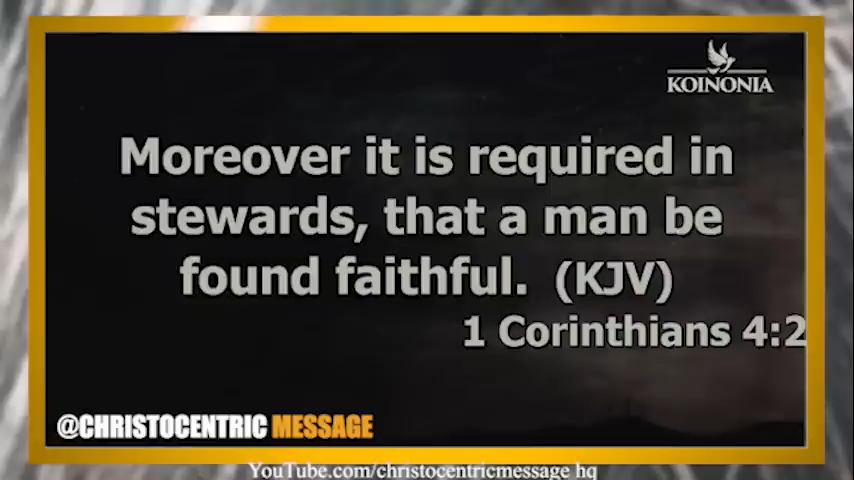 KOINONIA
Moreover it is required in
stewards, that a man be
found faithful. (KJV)
1 Corinthians 4:2
@CHRISTOCENTRIC MESSAGE
YouTube.com/christocentricmessage hq